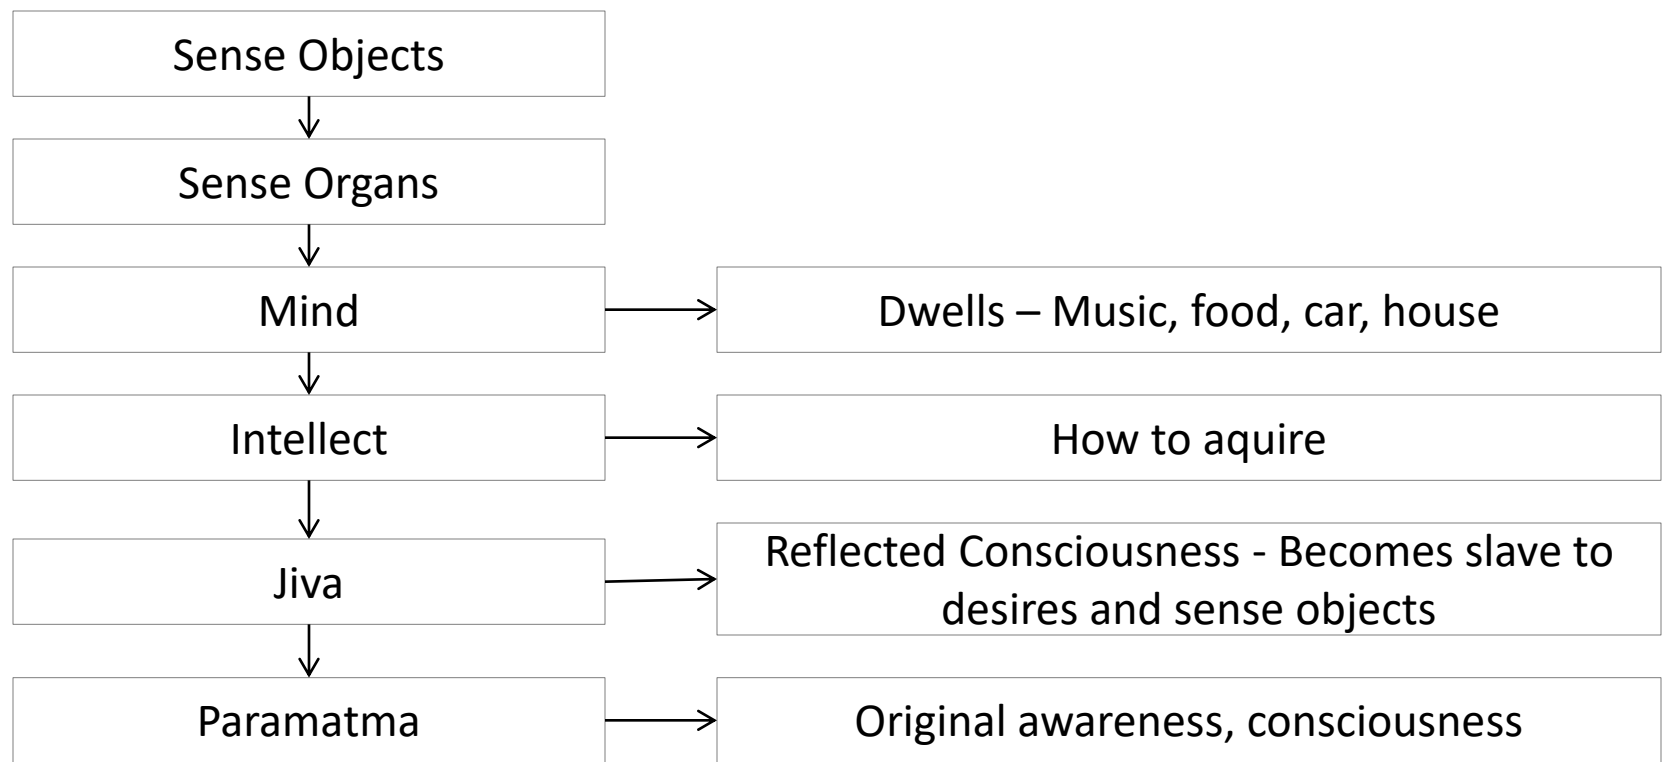 Sense Objects
Sense Organs
Mind
Dwells – Music, food, car, house
Intellect
How to aquire
Jiva
Reflected Consciousness - Becomes slave to
desires and sense objects
Paramatma
Original awareness, consciousness